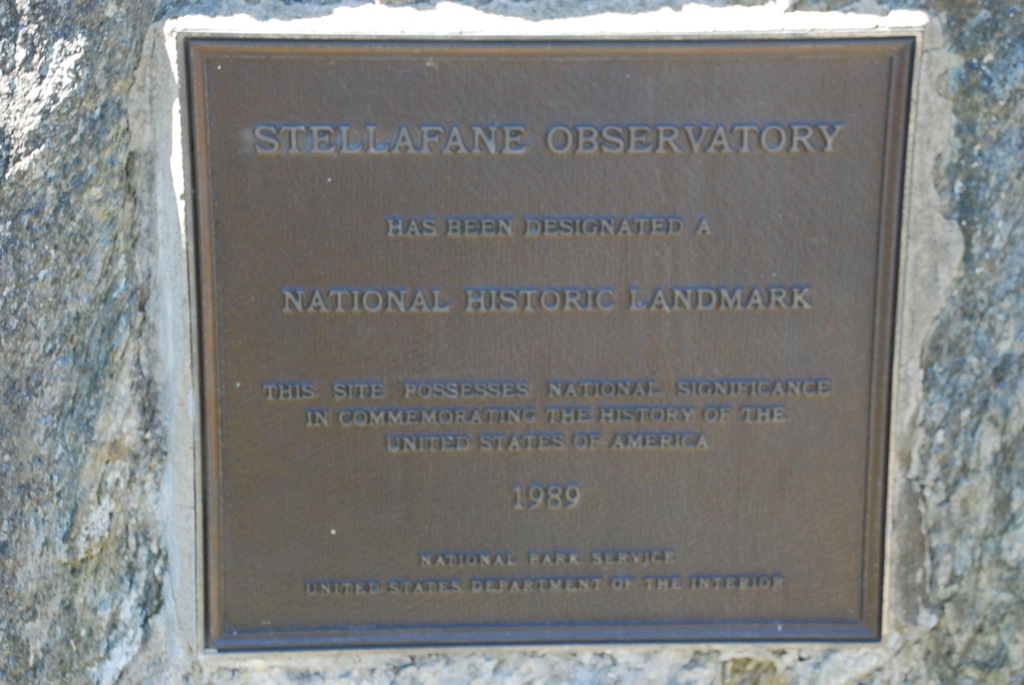 STELLAFANE OBSERVATORY
HAS BEEN DESIGNATED A
NATIONAL HISTORIC LANDMARK
THIS SITE POSSESSES NATIONAL SIGNIFICANCE
IN COMMEMORATING THE HISTORY OF THE
UNITED STATES OF AMERICA
1989
NATIONAL PARK SERVICE
UNITED STATES DEPARTMENT OF THE INTERIOR